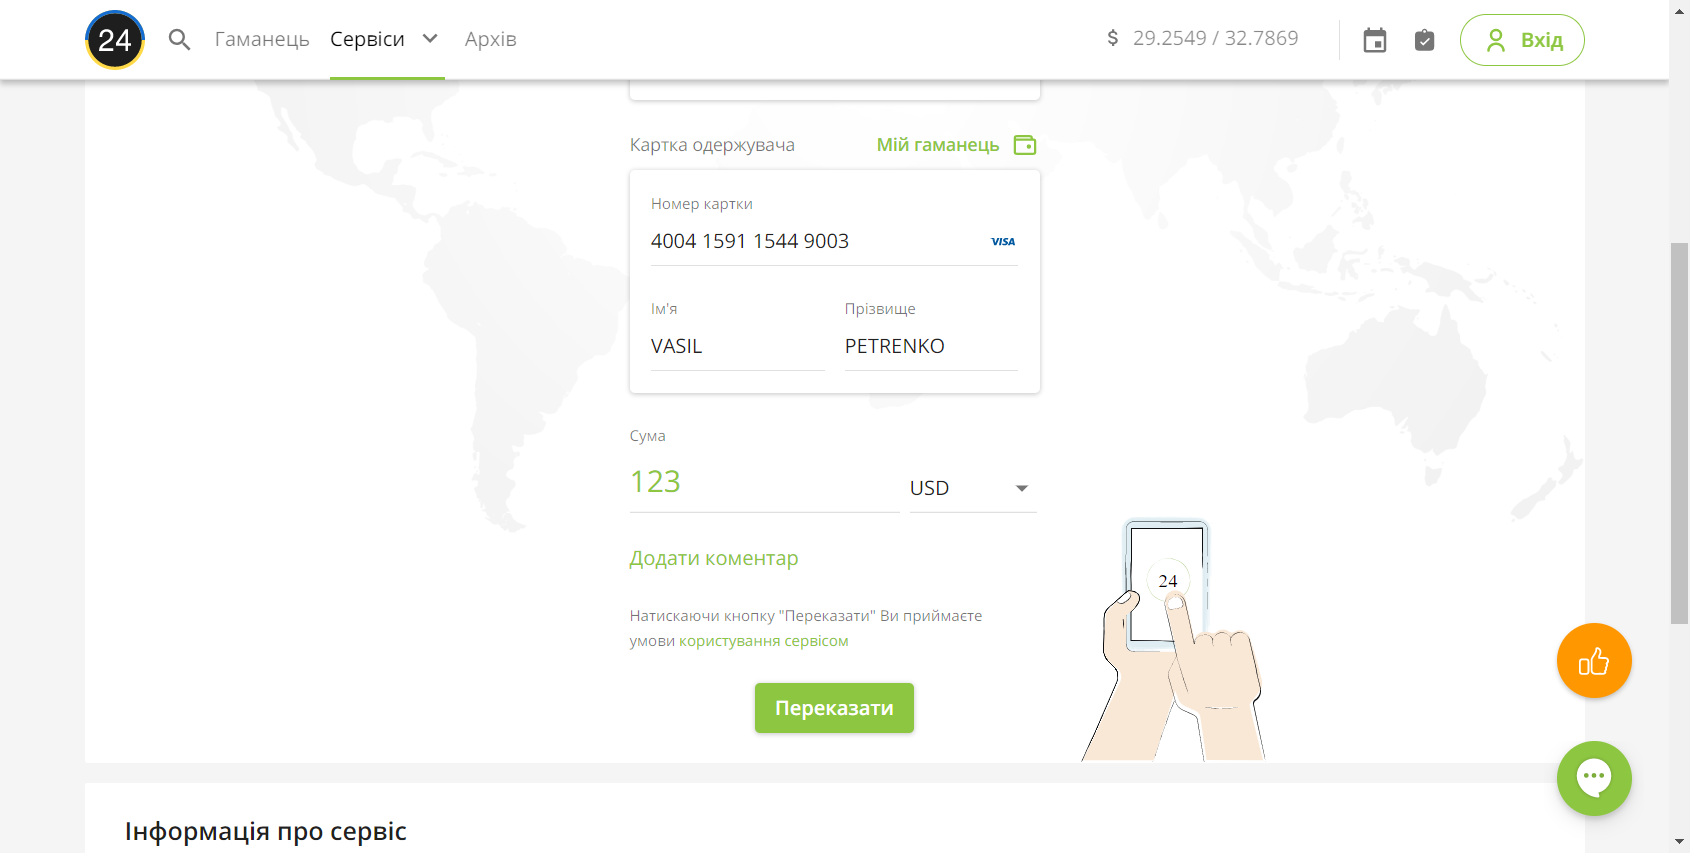 24 Гаманець Сервіси Архів $ 29.2549 / 32.7869 Вхід
Картка одержувача Мій гаманець
Номер картки
4004 1591 1544 9003 VISA
Ім'я Прізвище
VASIL PETRENKO
Сума
123 USD
Додати коментар
24
Натискаючи кнопку "Переказати" Ви приймаєте
умови користування сервісом
Переказати
Інформація про сервіс